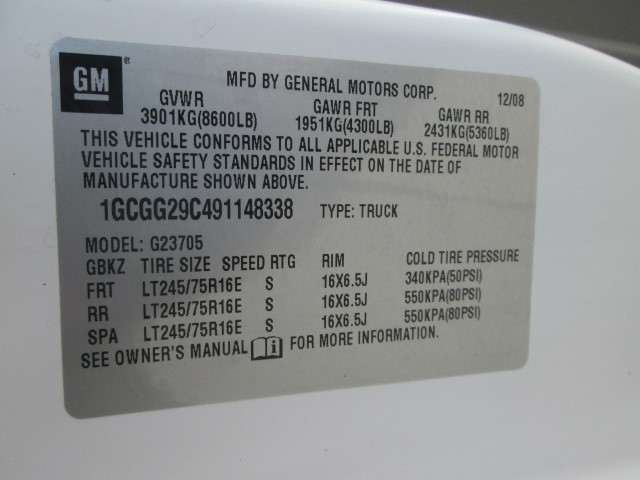 GM ®
MFD BY GENERAL MOTORS CORP. 12/08
GVWR GAWR FRT GAWR RR
3901KG(8600LB) 1951KG(4300LB) 2431KG(5360LB)
THIS VEHICLE CONFORMS TO ALL APPLICABLE U.S. FEDERAL MOTOR
VEHICLE SAFETY STANDARDS IN EFFECT ON THE DATE OF
MANUFACTURE SHOWN ABOVE.
1GCGG29C491148338 TYPE: TRUCK
MODEL: G23705
GBKZ TIRE SIZE SPEED RTG RIM COLD TIRE PRESSURE
FRT LT245/75R16E S 16X6.5J 340KPA(50PSI)
RR LT245/75R16E S 16X6.5J 550KPA(80PSI)
SPA LT245/75R16E S 16X6.5J 550KPA(80PSI)
SEE OWNER'S MANUAL i FOR MORE INFORMATION.